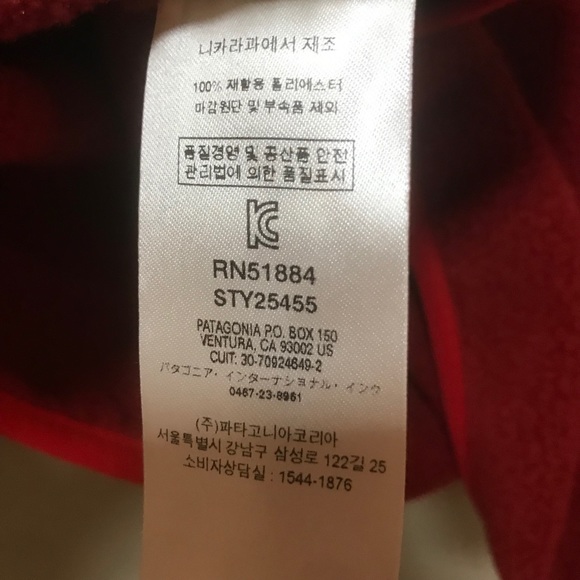 니카라과에서 제조
100% 재활용 폴리에스터
마감원단 및 부속품 제외
품질경영 및 공산품 안전
관리법에 의한 품질표시
RN51884
STY25455
PATAGONIA P.O. BOX 150
VENTURA, CA 93002 US
CUIT: 30-70924649-2
パタゴニア・インターナショナル・インク
0467-23-8961
(주)파타고니아코리아
서울특별시 강남구 삼성로 122길 25
소비자상담실 : 1544-1876